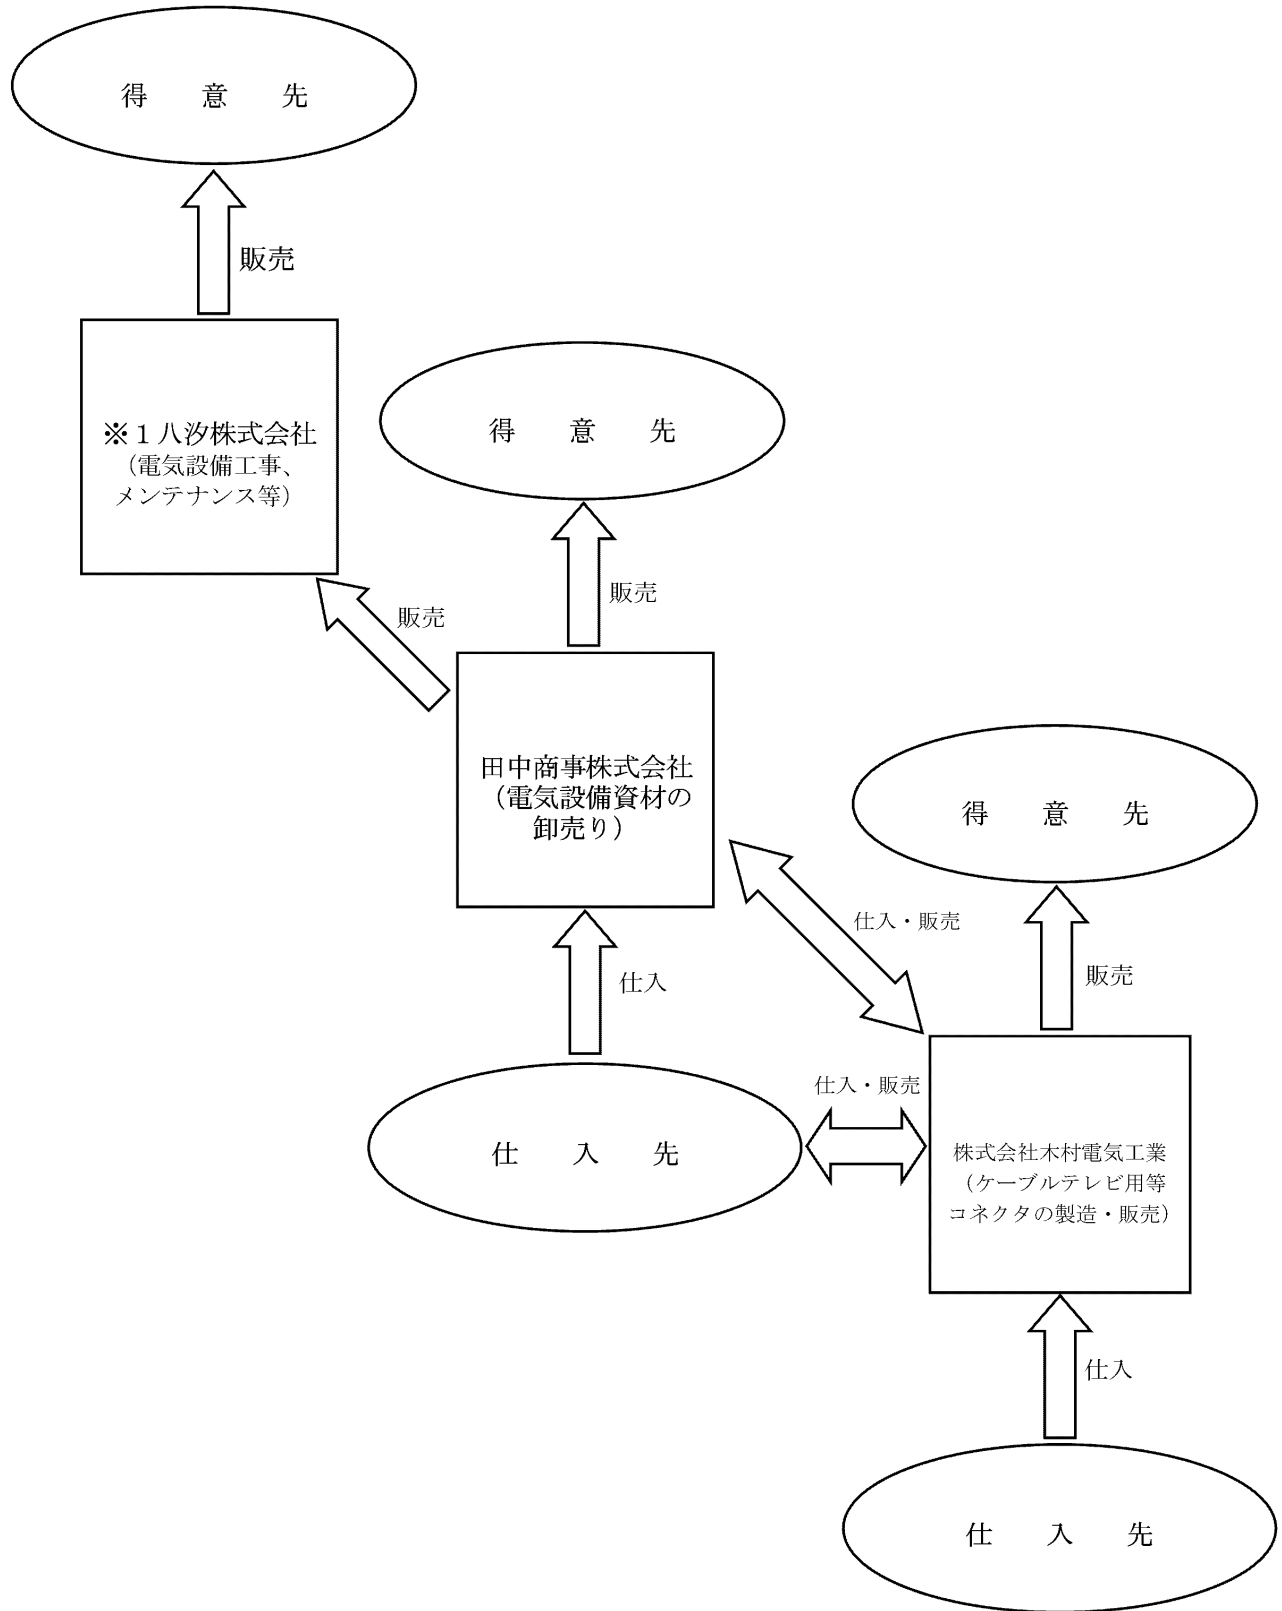 得　意　先
販売
※１八汐株式会社
（電気設備工事、
メンテナンス等）
得　意　先
販売
販売
田中商事株式会社
（電気設備資材の
卸売り）
得　意　先
仕入・販売
販売
仕入
仕入・販売
仕　入　先
株式会社木村電気工業
（ケーブルテレビ用等
コネクタの製造・販売）
仕入
仕　入　先